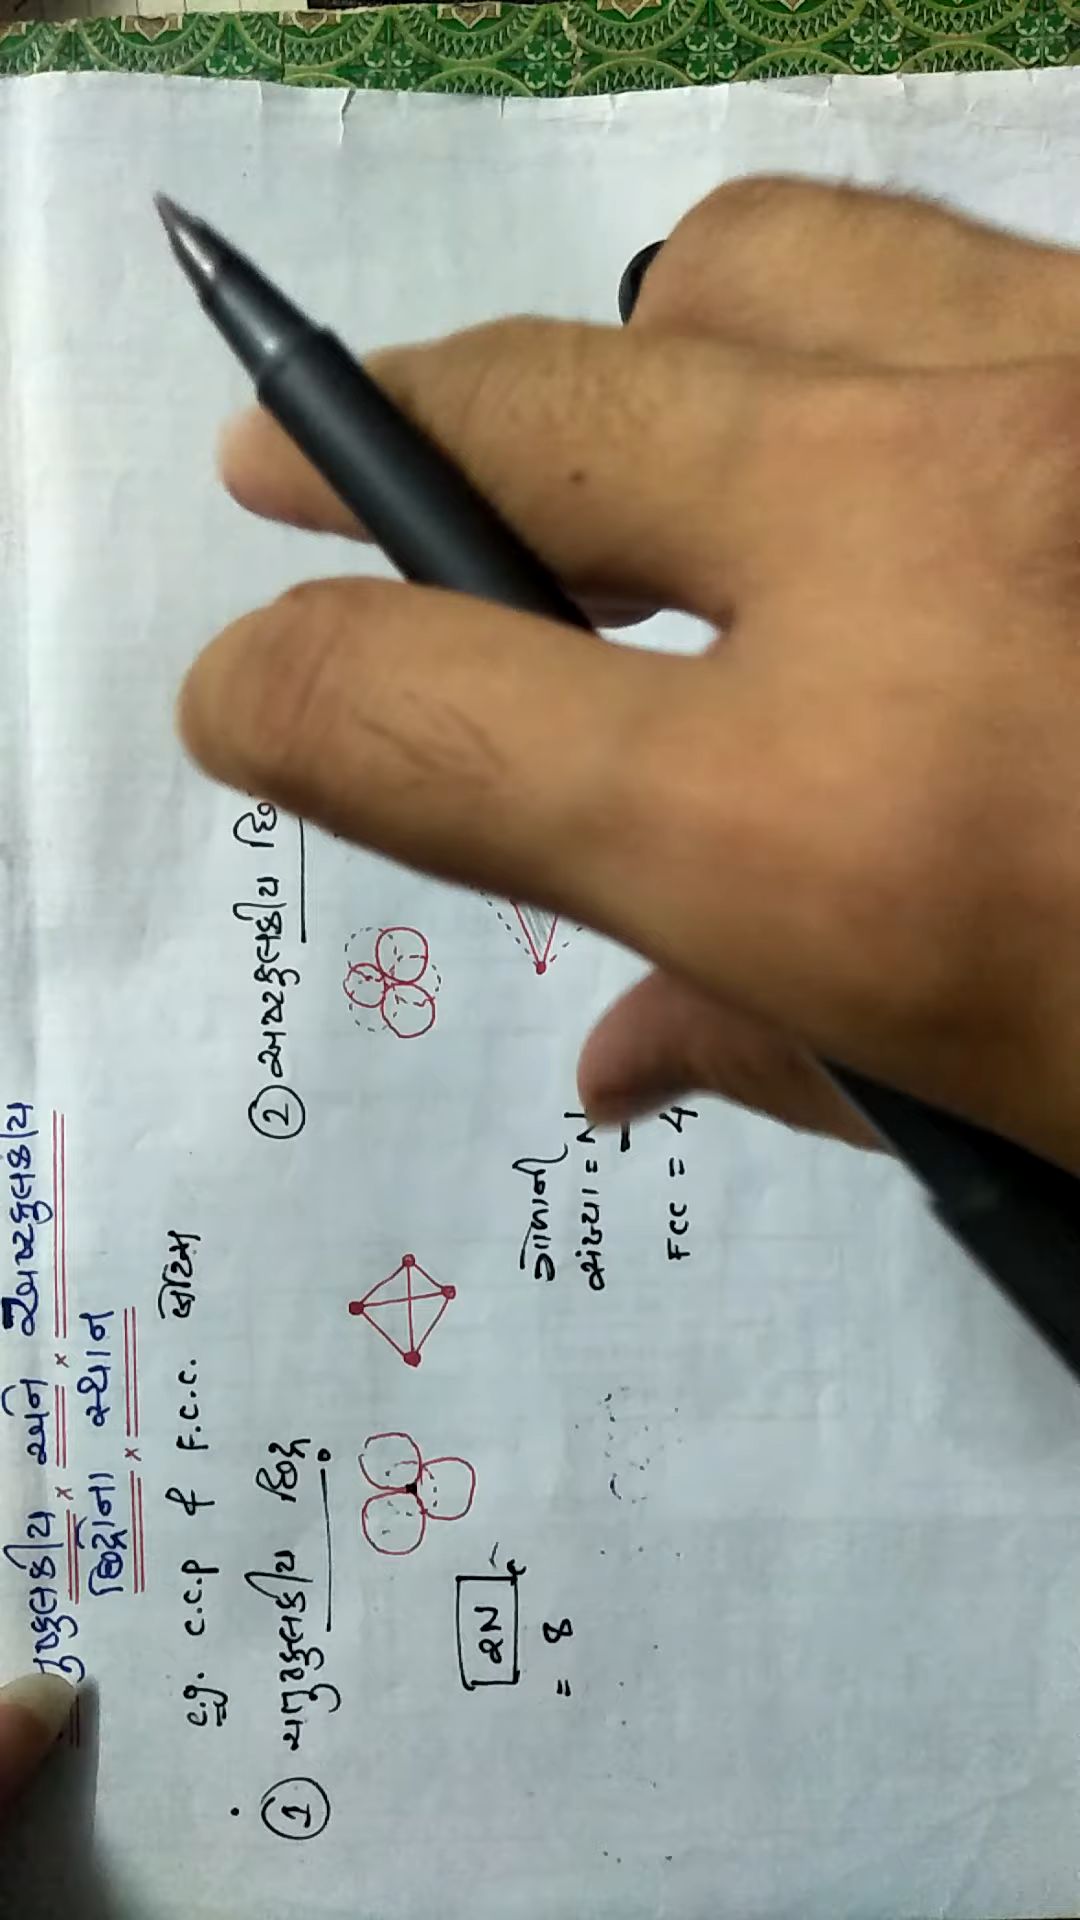 ચતુષ્ફલકીય અને અષ્ટફલકીય
છિદ્રોના સ્થાન
e.g. C.C.P & F.C.C. લેટિસ
① ચતુષ્ફલકીય છિદ્ર
② અષ્ટફલકીય
2N
= 8
ગોળાની
સંખ્યા = N
FCC = 4